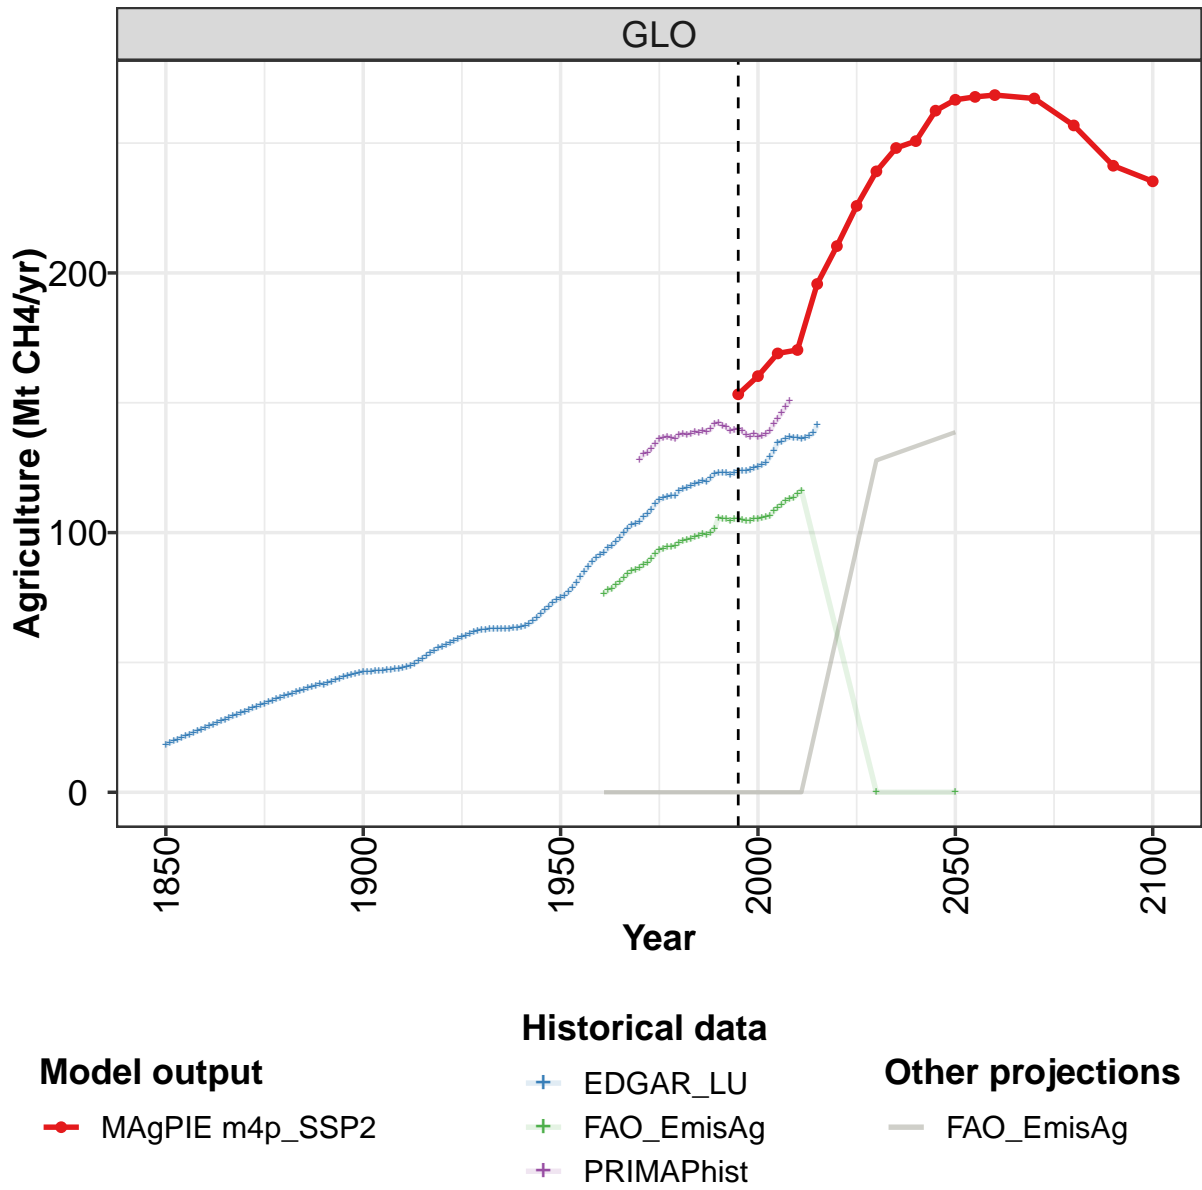 GLO
Agriculture (Mt CH4/yr)
200
100
0
1850
1900
1950
2000
2050
2100
Year
Model output
MAgPIE m4p_SSP2
Historical data
EDGAR_LU
FAO_EmisAg
PRIMAPhist
Other projections
FAO_EmisAg